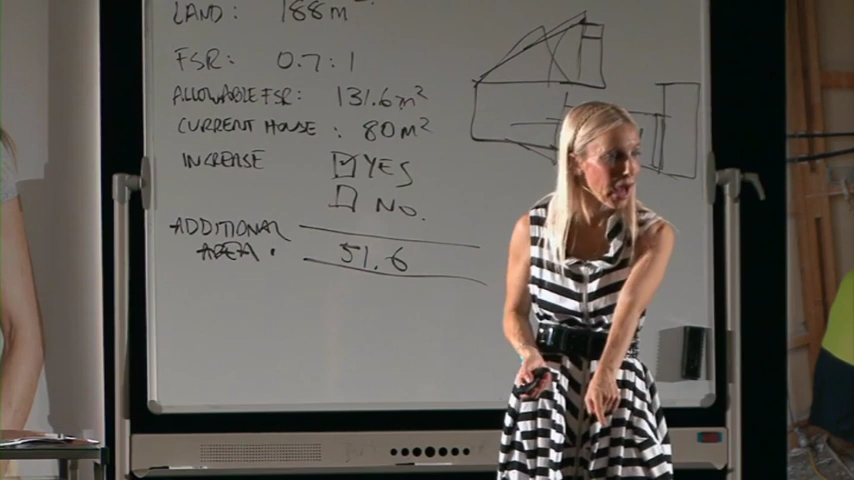 LAND: 188m²
FSR: 0.7:1
ALLOWABLE FSR: 131.6m²
CURRENT HOUSE : 80m²
INCREASE ☑ YES
☐ NO.
ADDITIONAL
AREA: 51.6